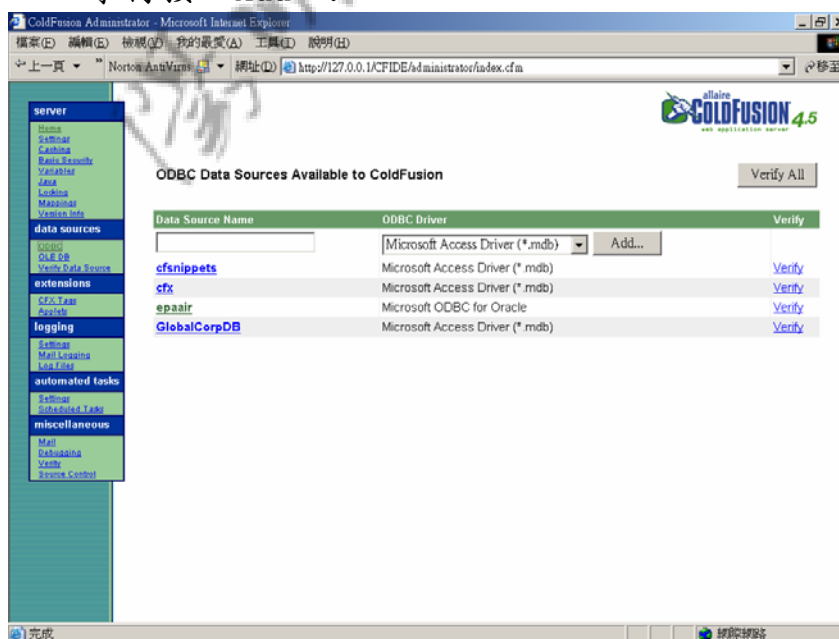 ColdFusion Administrator - Microsoft Internet Explorer
檔案(F) 編輯(E) 檢視(V) 我的最愛(A) 工具(T) 說明(H)
上一頁 » Norton AntiVirus 網址(D) http://127.0.0.1/CFIDE/administrator/index.cfm 移至
allaire
COLDFUSION 4.5
web application server
server
Home
Settings
Caching
Basic Security
Variables
Java
Locking
Mappings
Version Info
data sources
ODBC
OLE DB
Verify Data Source
extensions
CFX Tags
Applets
logging
Settings
Mail Logging
Log Files
automated tasks
Settings
Scheduled Tasks
miscellaneous
Mail
Debugging
Verify
Source Control
ODBC Data Sources Available to ColdFusion
Verify All
Data Source Name ODBC Driver Verify
Microsoft Access Driver (*.mdb) Add...
cfsnippets Microsoft Access Driver (*.mdb) Verify
cfx Microsoft Access Driver (*.mdb) Verify
epaair Microsoft ODBC for Oracle Verify
GlobalCorpDB Microsoft Access Driver (*.mdb) Verify
完成 網際網路